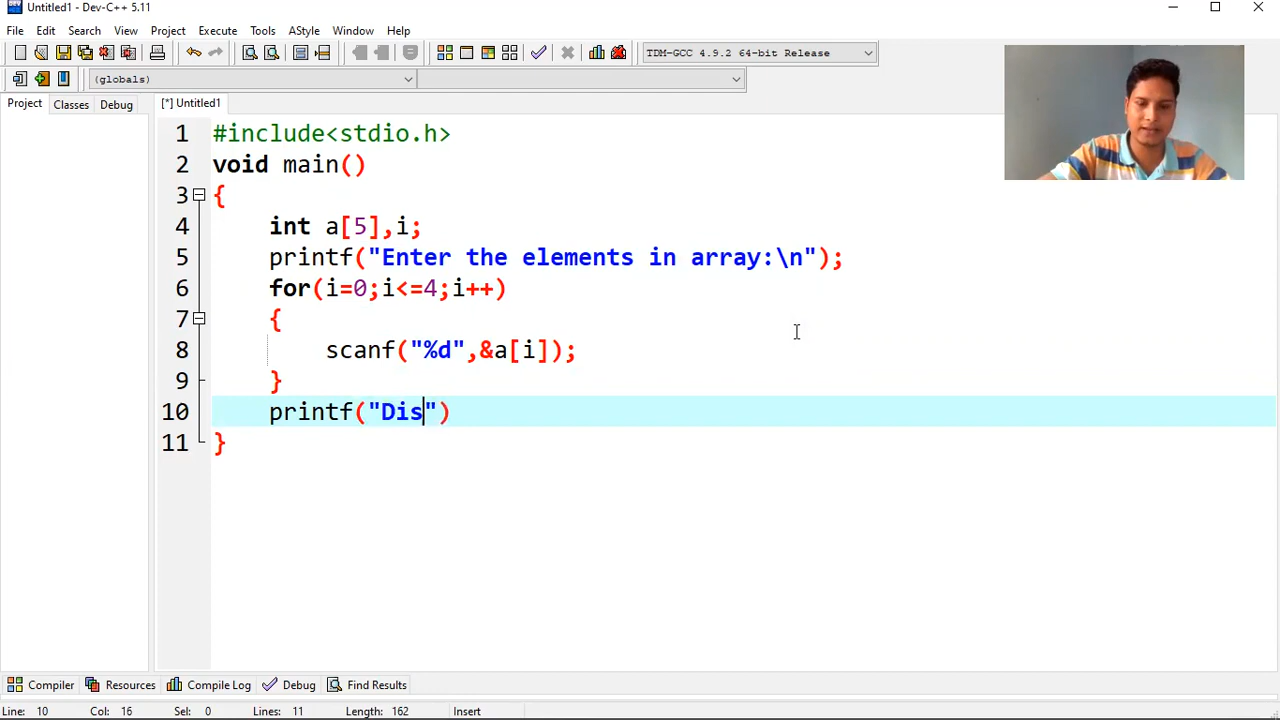 Untitled1 - Dev-C++ 5.11
File Edit Search View Project Execute Tools AStyle Window Help
TDM-GCC 4.9.2 64-bit Release
(globals)
Project Classes Debug [*] Untitled1
1 #include<stdio.h>
2 void main()
3 {
4 int a[5],i;
5 printf("Enter the elements in array:\n");
6 for(i=0;i<=4;i++)
7 {
8 scanf("%d",&a[i]);
9 }
10 printf("Dis")
11 }
Compiler Resources Compile Log Debug Find Results
Line: 10 Col: 16 Sel: 0 Lines: 11 Length: 162 Insert